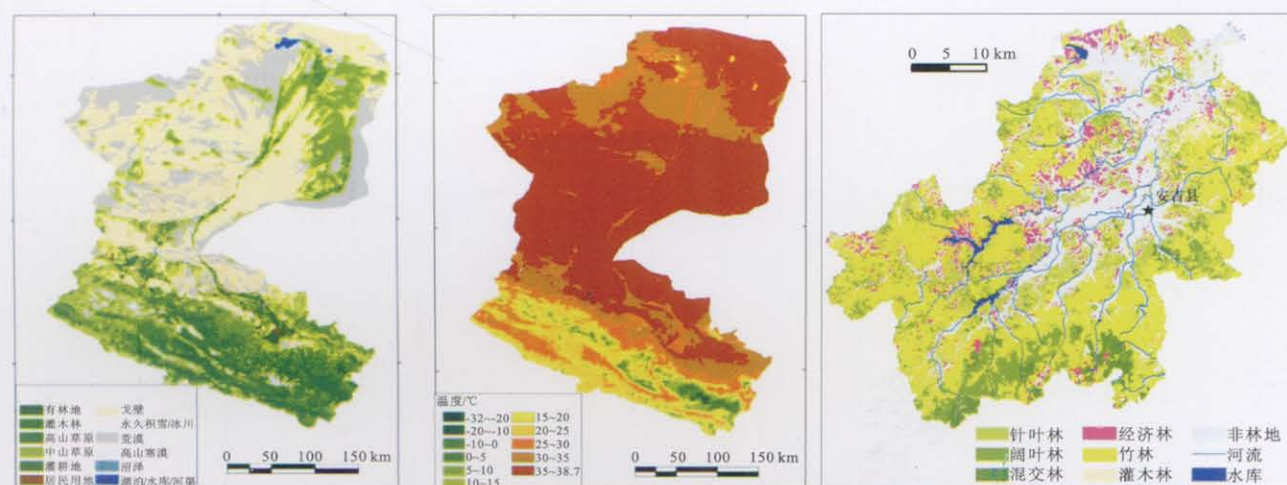 有林地
灌木林
高山草原
中山草原
灌耕地
居民用地
戈壁
永久积雪/冰川
荒漠
高山寒漠
沼泽
湖泊/水库/河渠
0 50 100 150 km
温度/℃
-32~-20
-20~-10
-10~0
0~5
5~10
10~15
15~20
20~25
25~30
30~35
35~38.7
0 50 100 150 km
0 5 10 km
安吉县
针叶林
阔叶林
混交林
经济林
竹林
灌木林
非林地
河流
水库